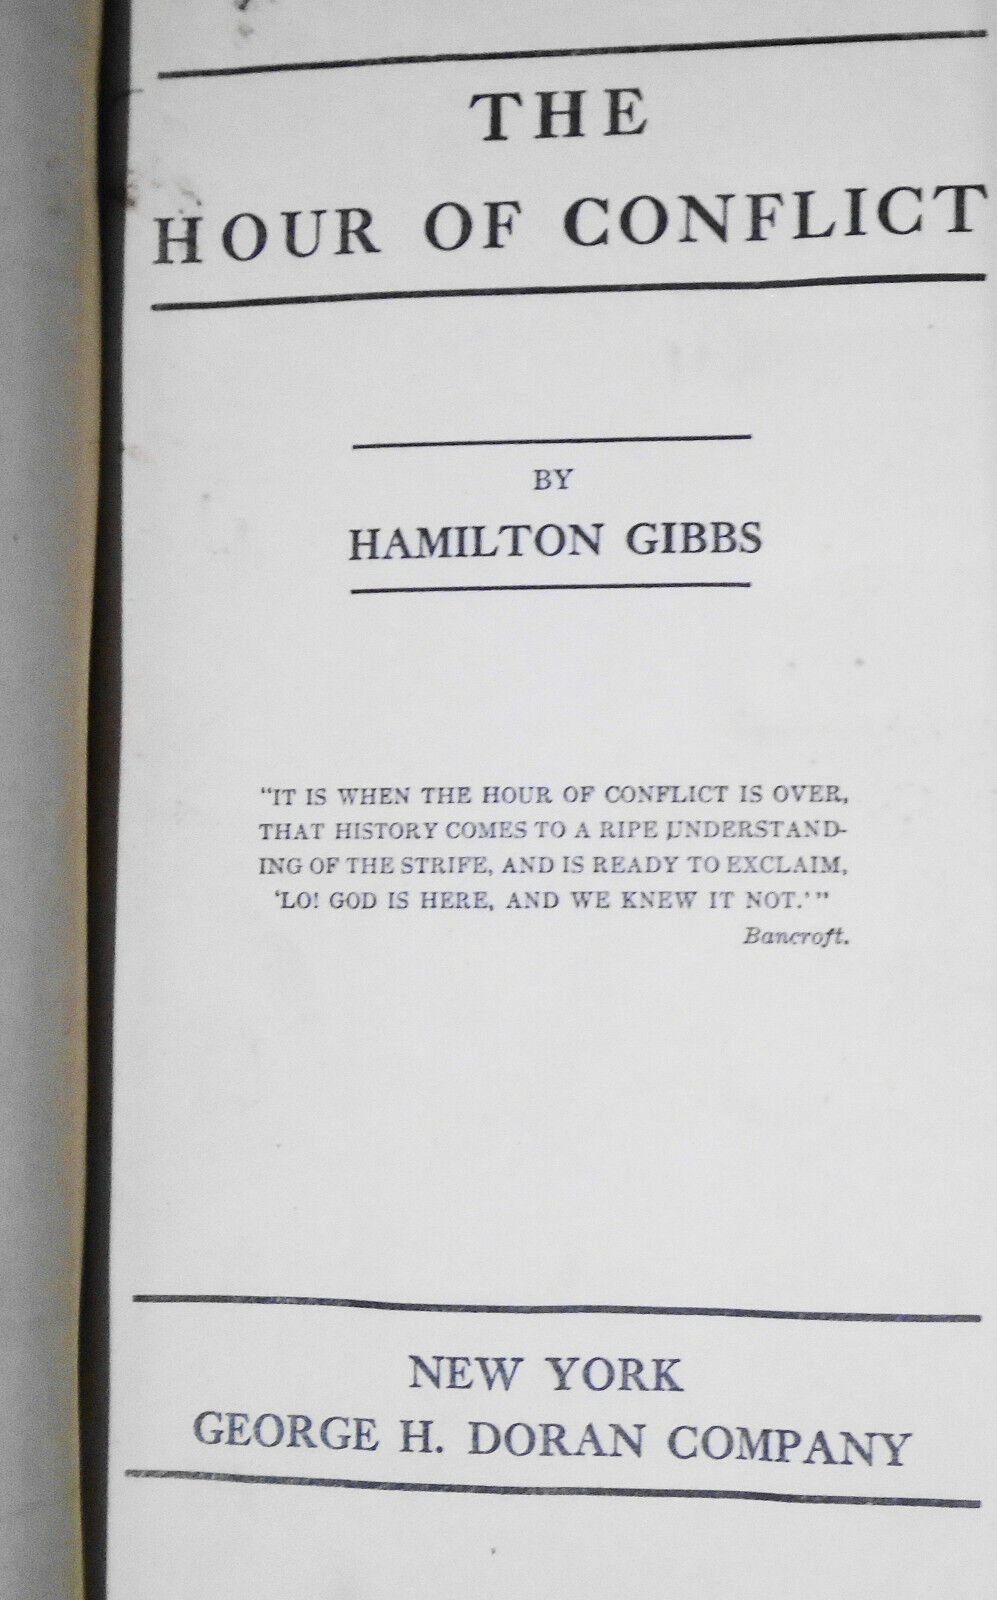 THE
HOUR OF CONFLICT
BY
HAMILTON GIBBS
"IT IS WHEN THE HOUR OF CONFLICT IS OVER,
THAT HISTORY COMES TO A RIPE UNDERSTAND-
ING OF THE STRIFE, AND IS READY TO EXCLAIM,
'LO! GOD IS HERE, AND WE KNEW IT NOT.'"
Bancroft.
NEW YORK
GEORGE H. DORAN COMPANY